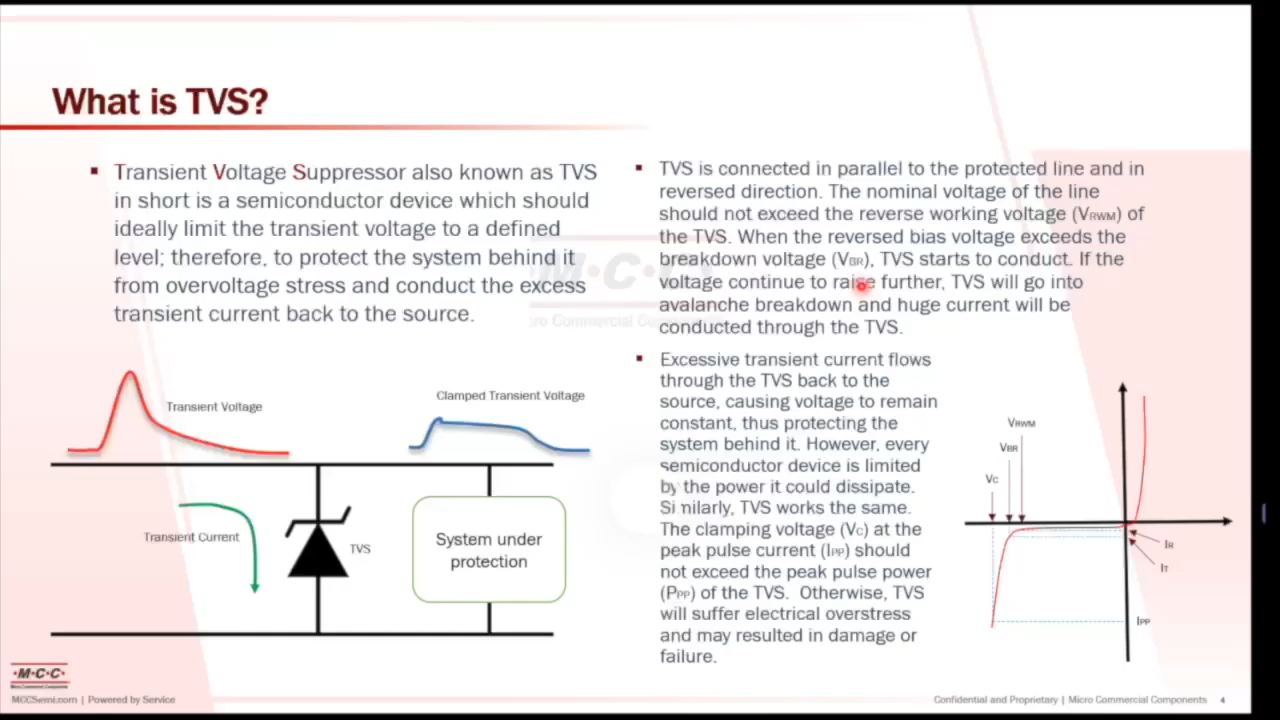 What is TVS?
Transient Voltage Suppressor also known as TVS
in short is a semiconductor device which should
ideally limit the transient voltage to a defined
level; therefore, to protect the system behind it
from overvoltage stress and conduct the excess
transient current back to the source.
TVS is connected in parallel to the protected line and in
reversed direction. The nominal voltage of the line
should not exceed the reverse working voltage (VRWM) of
the TVS. When the reversed bias voltage exceeds the
breakdown voltage (VBR), TVS starts to conduct. If the
voltage continue to raise further, TVS will go into
avalanche breakdown and huge current will be
conducted through the TVS.
Excessive transient current flows
through the TVS back to the
source, causing voltage to remain
constant, thus protecting the
system behind it. However, every
semiconductor device is limited
by the power it could dissipate.
Similarly, TVS works the same.
The clamping voltage (VC) at the
peak pulse current (IPP) should
not exceed the peak pulse power
(PPP) of the TVS. Otherwise, TVS
will suffer electrical overstress
and may resulted in damage or
failure.
Transient Voltage
Clamped Transient Voltage
Transient Current
TVS
System under
protection
VRWM
VBR
VC
IR
IT
IPP
M·C·C
Micro Commercial Components
·M·C·C·
Micro Commercial Components
MCCSemi.com | Powered by Service
Confidential and Proprietary | Micro Commercial Components 4